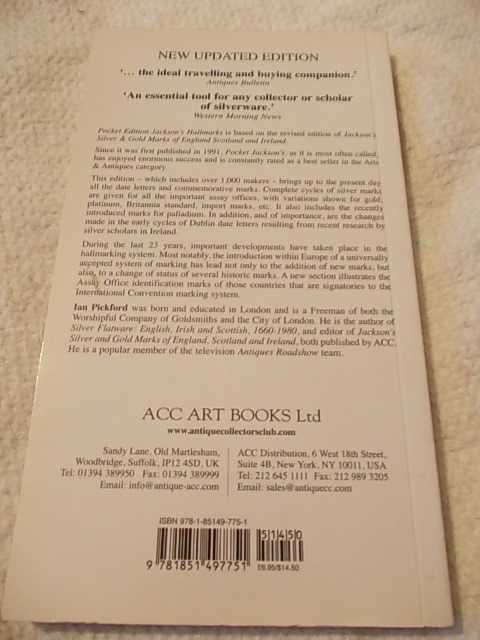 NEW UPDATED EDITION
'... the ideal travelling and buying companion.'
Antiques Bulletin
'An essential tool for any collector or scholar
of silverware.'
Western Morning News
Pocket Edition Jackson's Hallmarks is based on the revised edition of Jackson's
Silver & Gold Marks of England Scotland and Ireland.
Since it was first published in 1991, Pocket Jackson's, as it is most often called,
has enjoyed enormous success and is constantly rated as a best seller in the Arts
& Antiques category.
This edition – which includes over 1,000 makers – brings up to the present day
all the date letters and commemorative marks. Complete cycles of silver marks
are given for all the important assay offices, with variations shown for gold,
platinum, Britannia standard, import marks, etc. It also includes the recently
introduced marks for palladium. In addition, and of importance, are the changes
made in the early cycles of Dublin date letters resulting from recent research by
silver scholars in Ireland.
During the last 23 years, important developments have taken place in the
hallmarking system. Most notably, the introduction within Europe of a universally
accepted system of marking has lead not only to the addition of new marks, but
also, to a change of status of several historic marks. A new section illustrates the
Assay Office identification marks of those countries that are signatories to the
International Convention marking system.
Ian Pickford was born and educated in London and is a Freeman of both the
Worshipful Company of Goldsmiths and the City of London. He is the author of
Silver Flatware: English, Irish and Scottish, 1660-1980, and editor of Jackson's
Silver and Gold Marks of England, Scotland and Ireland, both published by ACC.
He is a popular member of the television Antiques Roadshow team.
ACC ART BOOKS Ltd
www.antiquecollectorsclub.com
Sandy Lane, Old Martlesham,
Woodbridge, Suffolk, IP12 4SD, UK
Tel: 01394 389950 Fax: 01394 389999
Email: info@antique-acc.com
ACC Distribution, 6 West 18th Street,
Suite 4B, New York, NY 10011, USA
Tel: 212 645 1111 Fax: 212 989 3205
Email: sales@antiquecc.com
ISBN 978-1-85149-775-1
51450
9 781851 497751
£8.95/$14.50